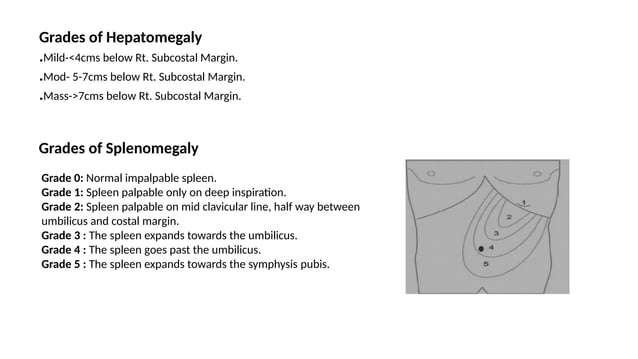 Grades of Hepatomegaly
.Mild-<4cms below Rt. Subcostal Margin.
.Mod- 5-7cms below Rt. Subcostal Margin.
.Mass->7cms below Rt. Subcostal Margin.
Grades of Splenomegaly
Grade 0: Normal impalpable spleen.
Grade 1: Spleen palpable only on deep inspiration.
Grade 2: Spleen palpable on mid clavicular line, half way between
umbilicus and costal margin.
Grade 3 : The spleen expands towards the umbilicus.
Grade 4 : The spleen goes past the umbilicus.
Grade 5 : The spleen expands towards the symphysis pubis.
1
2
3
4
5